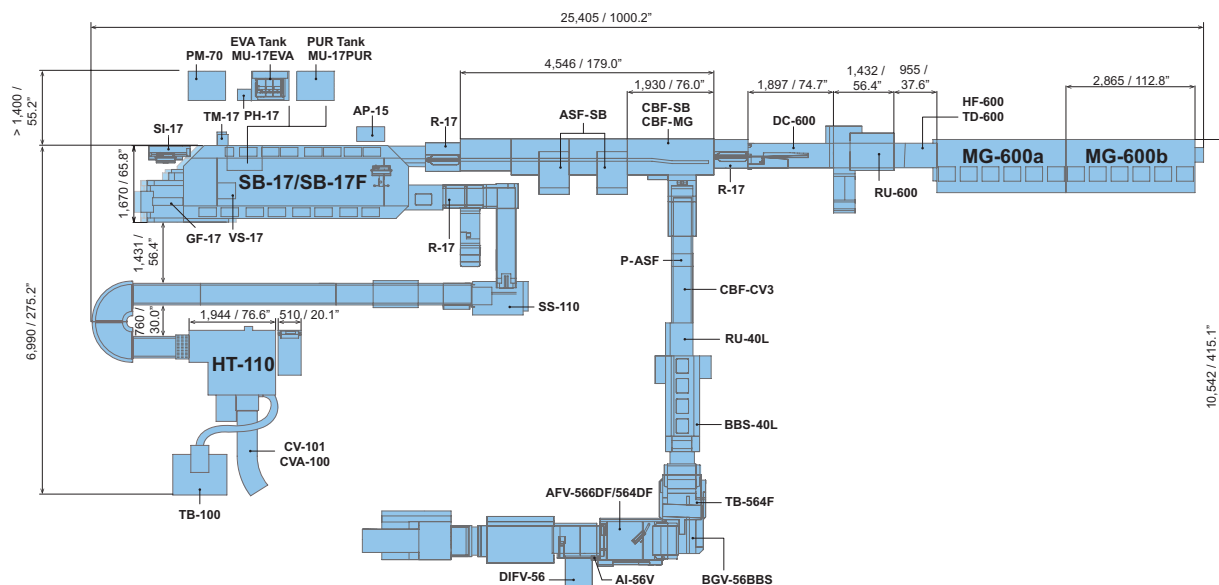 25,405 / 1000.2"
EVA Tank
MU-17EVA
PUR Tank
MU-17PUR
PM-70
PH-17
TM-17
SI-17
> 1,400 /
55.2"
AP-15
R-17
4,546 / 179.0"
1,930 / 76.0"
ASF-SB
CBF-SB
CBF-MG
1,897 / 74.7"
1,432 /
56.4"
955 /
37.6"
2,865 / 112.8"
DC-600
HF-600
TD-600
MG-600a
MG-600b
R-17
RU-600
1,670 / 65.8"
SB-17/SB-17F
GF-17
VS-17
R-17
1,431 /
56.4"
P-ASF
CBF-CV3
SS-110
6,990 / 275.2"
760 /
30.0"
1,944 / 76.6"
510 / 20.1"
HT-110
RU-40L
10,542 / 415.1"
BBS-40L
CV-101
CVA-100
TB-100
AFV-566DF/564DF
TB-564F
DIFV-56
AI-56V
BGV-56BBS